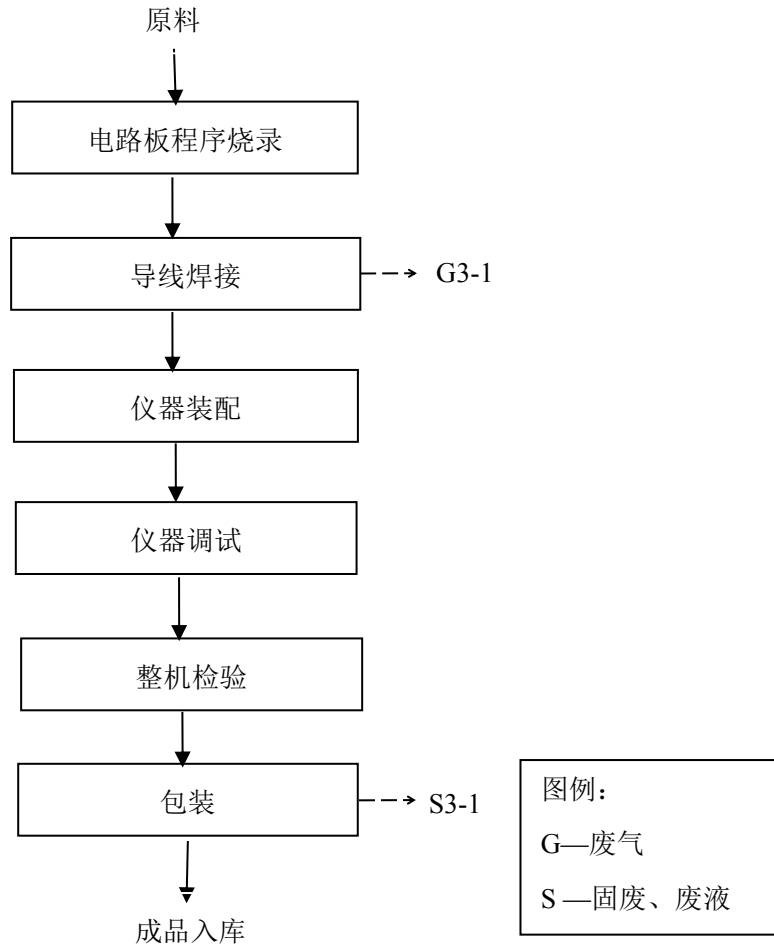 原料
电路板程序烧录
导线焊接
G3-1
仪器装配
仪器调试
整机检验
包装
S3-1
成品入库
图例：
G—废气
S —固废、废液